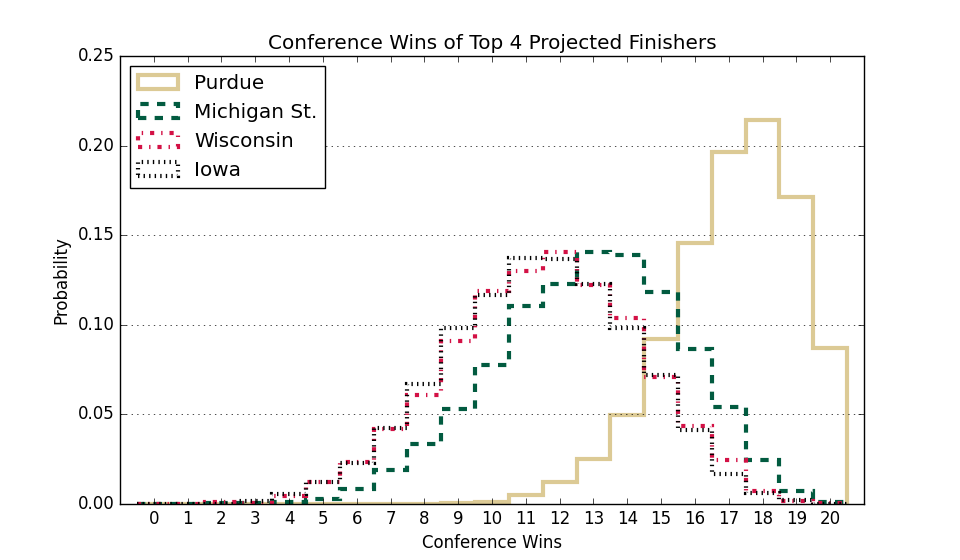 Conference Wins of Top 4 Projected Finishers
0.25
0.20
0.15
0.10
0.05
0.00
Probability
Purdue
Michigan St.
Wisconsin
Iowa
0 1 2 3 4 5 6 7 8 9 10 11 12 13 14 15 16 17 18 19 20
Conference Wins